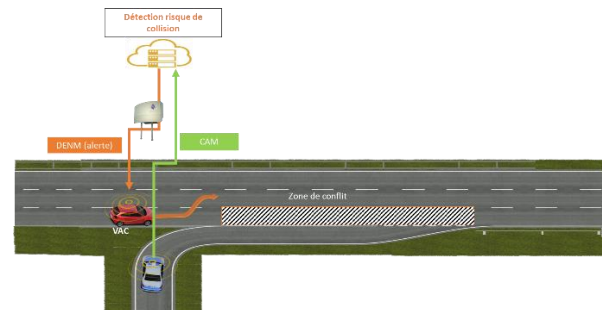 Détection risque de
collision
DENM (alerte)
CAM
Zone de conflit
VAC